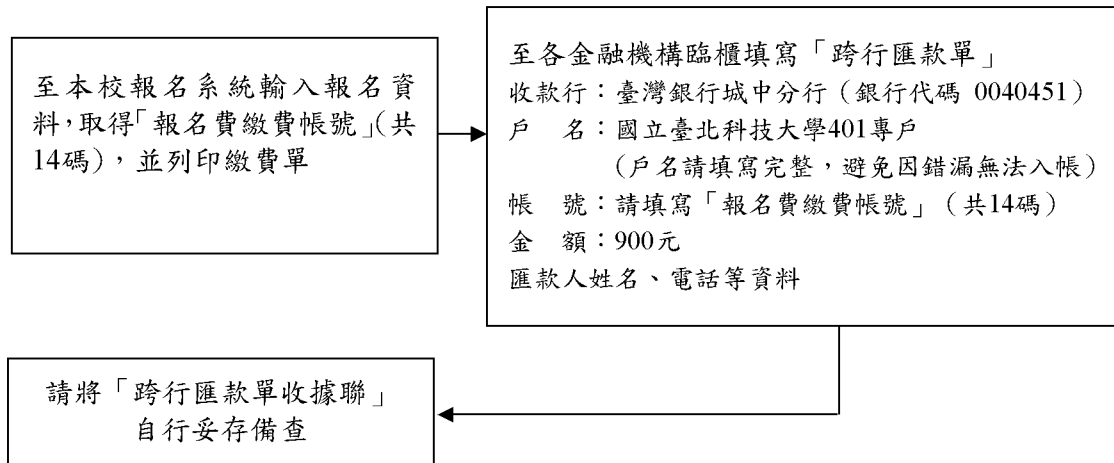 至本校報名系統輸入報名資
料，取得「報名費繳費帳號」（共
14碼），並列印繳費單
至各金融機構臨櫃填寫「跨行匯款單」
收款行：臺灣銀行城中分行（銀行代碼 0040451）
戶　名：國立臺北科技大學401專戶
（戶名請填寫完整，避免因錯漏無法入帳）
帳　號：請填寫「報名費繳費帳號」（共14碼）
金　額：900元
匯款人姓名、電話等資料
請將「跨行匯款單收據聯」
自行妥存備查